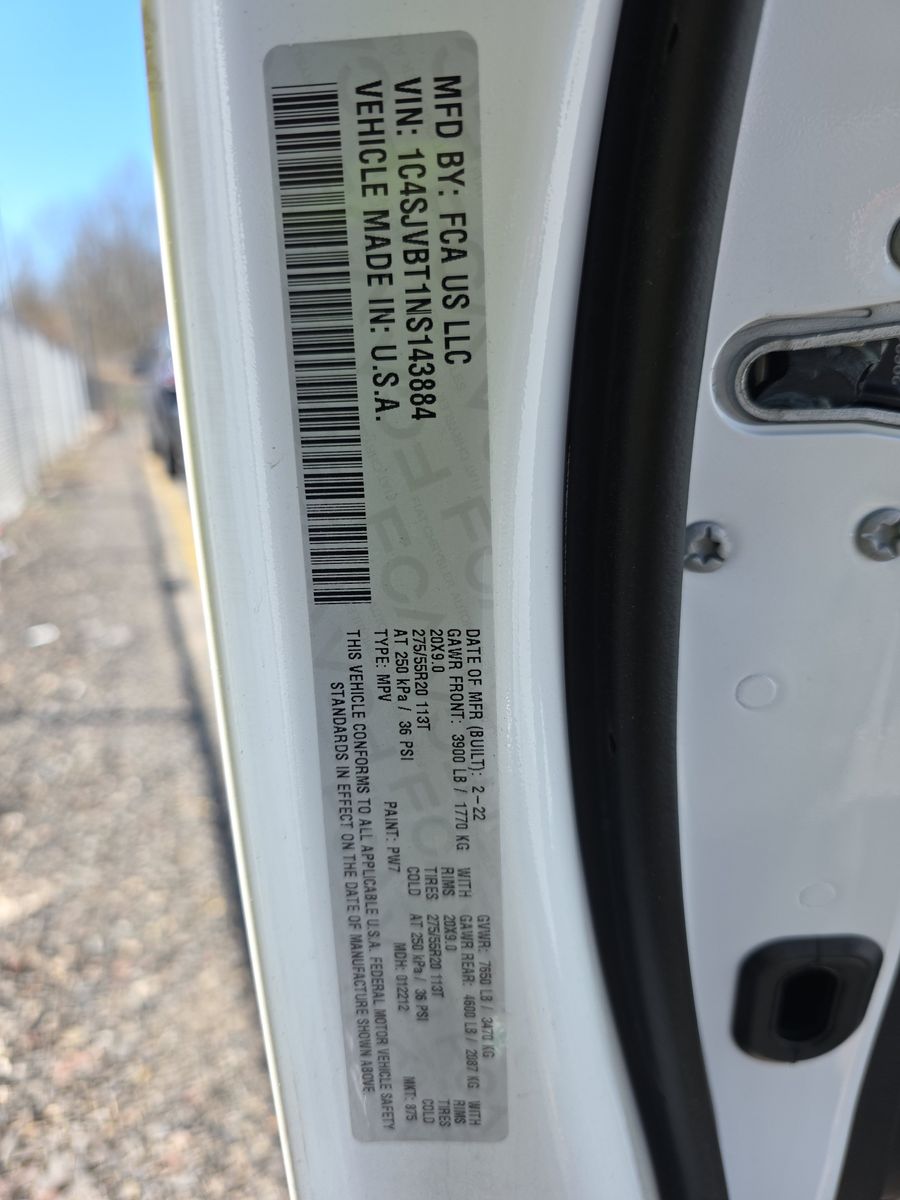 MFD BY: FCA US LLC
VIN: 1C4SJVBT1NS143884
VEHICLE MADE IN: U.S.A.
DATE OF MFR (BUILT): 2-22 GVWR: 7650 LB / 3470 KG
GAWR FRONT: 3900 LB / 1770 KG WITH GAWR REAR: 4600 LB / 2087 KG WITH
20X9.0 RIMS 20X9.0 RIMS
275/55R20 113T TIRES 275/55R20 113T TIRES
AT 250 kPa / 36 PSI COLD AT 250 kPa / 36 PSI COLD
TYPE: MPV PAINT: PW7 MDH: 012212 MKT: 875
THIS VEHICLE CONFORMS TO ALL APPLICABLE U.S.A. FEDERAL MOTOR VEHICLE SAFETY
STANDARDS IN EFFECT ON THE DATE OF MANUFACTURE SHOWN ABOVE.